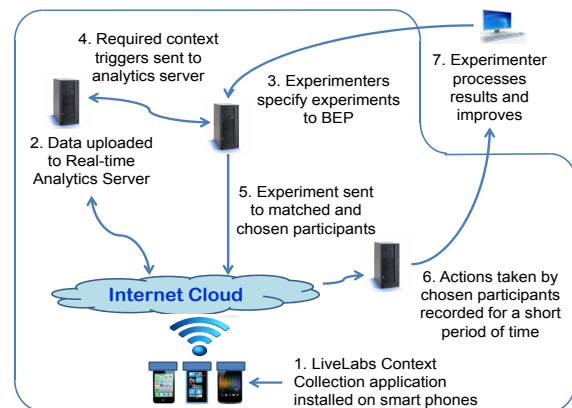 4. Required context
triggers sent to
analytics server
7. Experimenter
processes
results and
improves
3. Experimenters
specify experiments
to BEP
2. Data uploaded
to Real-time
Analytics Server
5. Experiment sent
to matched and
chosen participants
Internet Cloud
6. Actions taken by
chosen participants
recorded for a short
period of time
1. LiveLabs Context
Collection application
installed on smart phones